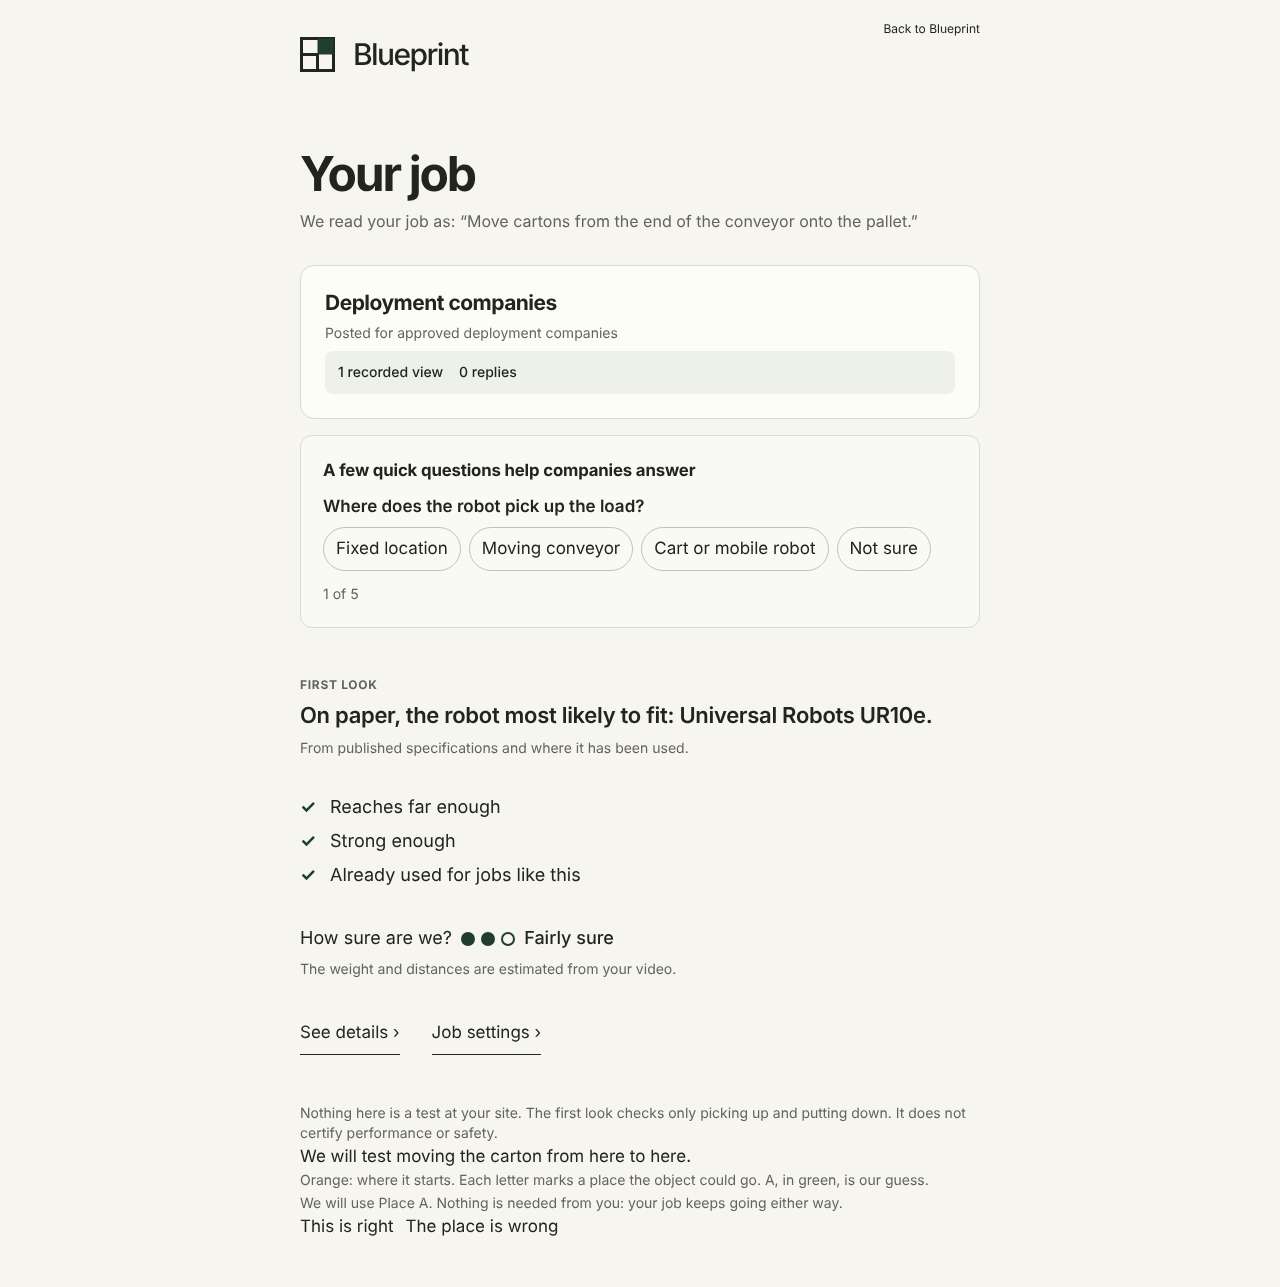 Back to Blueprint
Blueprint
Your job
We read your job as: “Move cartons from the end of the conveyor onto the pallet.”
Deployment companies
Posted for approved deployment companies
1 recorded view 0 replies
A few quick questions help companies answer
Where does the robot pick up the load?
Fixed location Moving conveyor Cart or mobile robot Not sure
1 of 5
FIRST LOOK
On paper, the robot most likely to fit: Universal Robots UR10e.
From published specifications and where it has been used.
✓ Reaches far enough
✓ Strong enough
✓ Already used for jobs like this
How sure are we? Fairly sure
The weight and distances are estimated from your video.
See details › Job settings ›
Nothing here is a test at your site. The first look checks only picking up and putting down. It does not
certify performance or safety.
We will test moving the carton from here to here.
Orange: where it starts. Each letter marks a place the object could go. A, in green, is our guess.
We will use Place A. Nothing is needed from you: your job keeps going either way.
This is right The place is wrong